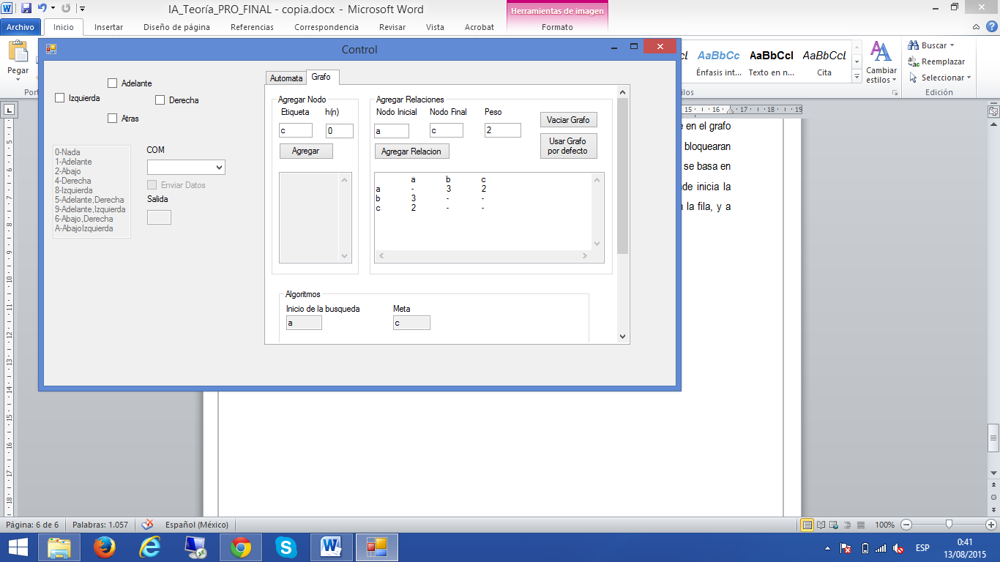 IA_Teoría_PRO_FINAL - copia.docx - Microsoft Word
Herramientas de imagen
Archivo Inicio Insertar Diseño de página Referencias Correspondencia Revisar Vista Acrobat Formato
Pegar
AaBbCc AaBbCcI AaBbCcL
Énfasis int... Texto en n... Cita
Cambiar
estilos
Buscar
Reemplazar
Seleccionar
Edición
15 16 17 18 19
Control
Adelante
Izquierda
Derecha
Atras
0-Nada
1-Adelante
2-Abajo
4-Derecha
8-Izquierda
5-Adelante,Derecha
9-Adelante,Izquierda
6-Abajo,Derecha
A-AbajoIzquierda
COM
Enviar Datos
Salida
Automata Grafo
Agregar Nodo
Etiqueta h(n)
c 0
Agregar
Agregar Relaciones
Nodo Inicial Nodo Final Peso
a c 2
Agregar Relacion
Vaciar Grafo
Usar Grafo
por defecto
a b c
a - 3 2
b 3 - -
c 2 - -
Algoritmos
Inicio de la busqueda Meta
a c
e en el grafo
bloquearan
se basa en
de inicia la
la fila, y a
Página: 6 de 6 Palabras: 1.057 Español (México) 100%
ESP
0:41
13/08/2015